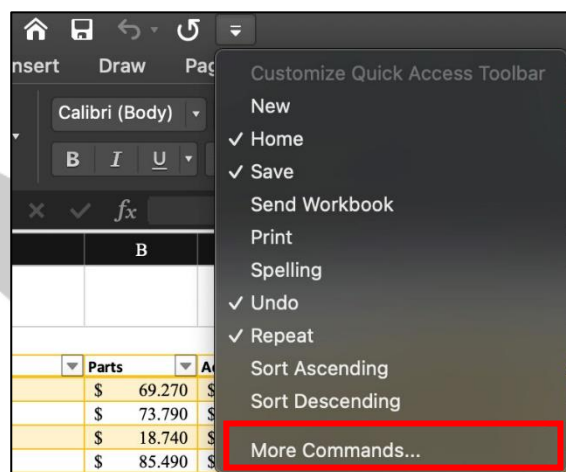 nsert Draw Pag
Customize Quick Access Toolbar
New
✓ Home
✓ Save
Send Workbook
Print
Spelling
✓ Undo
✓ Repeat
Sort Ascending
Sort Descending
More Commands...
Calibri (Body)
B I U
fx
B
Parts A
$ 69.270 $
$ 73.790 $
$ 18.740 $
$ 85.490 $